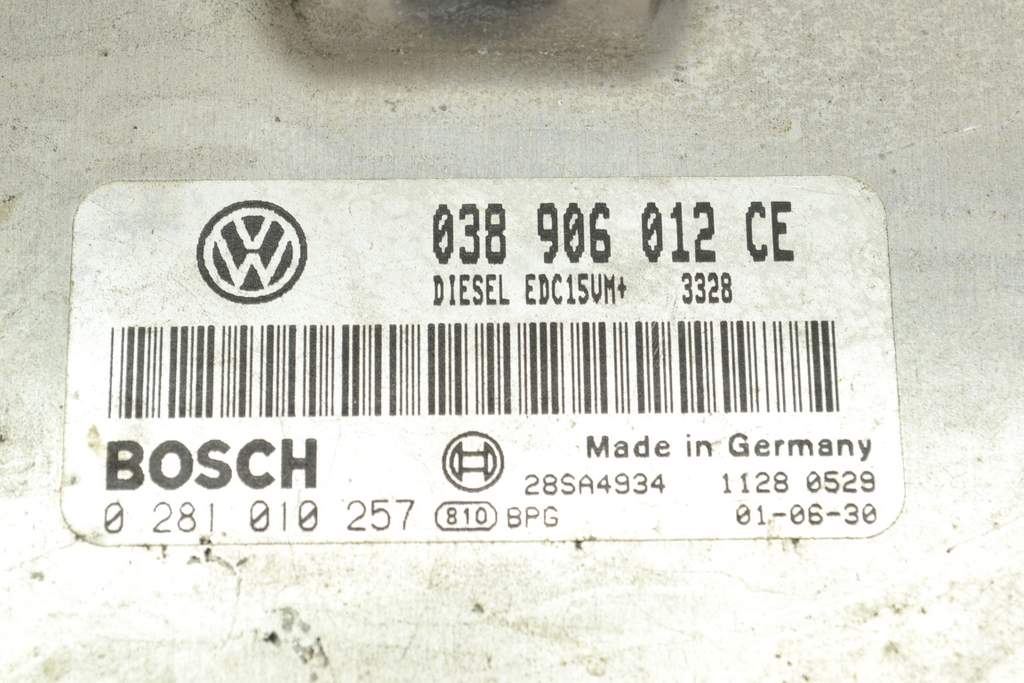 038 906 012 CE
DIESEL EDC15VM+ 3328
BOSCH
Made in Germany
28SA4934 1128 0529
0 281 010 257 810 BPG 01-06-30